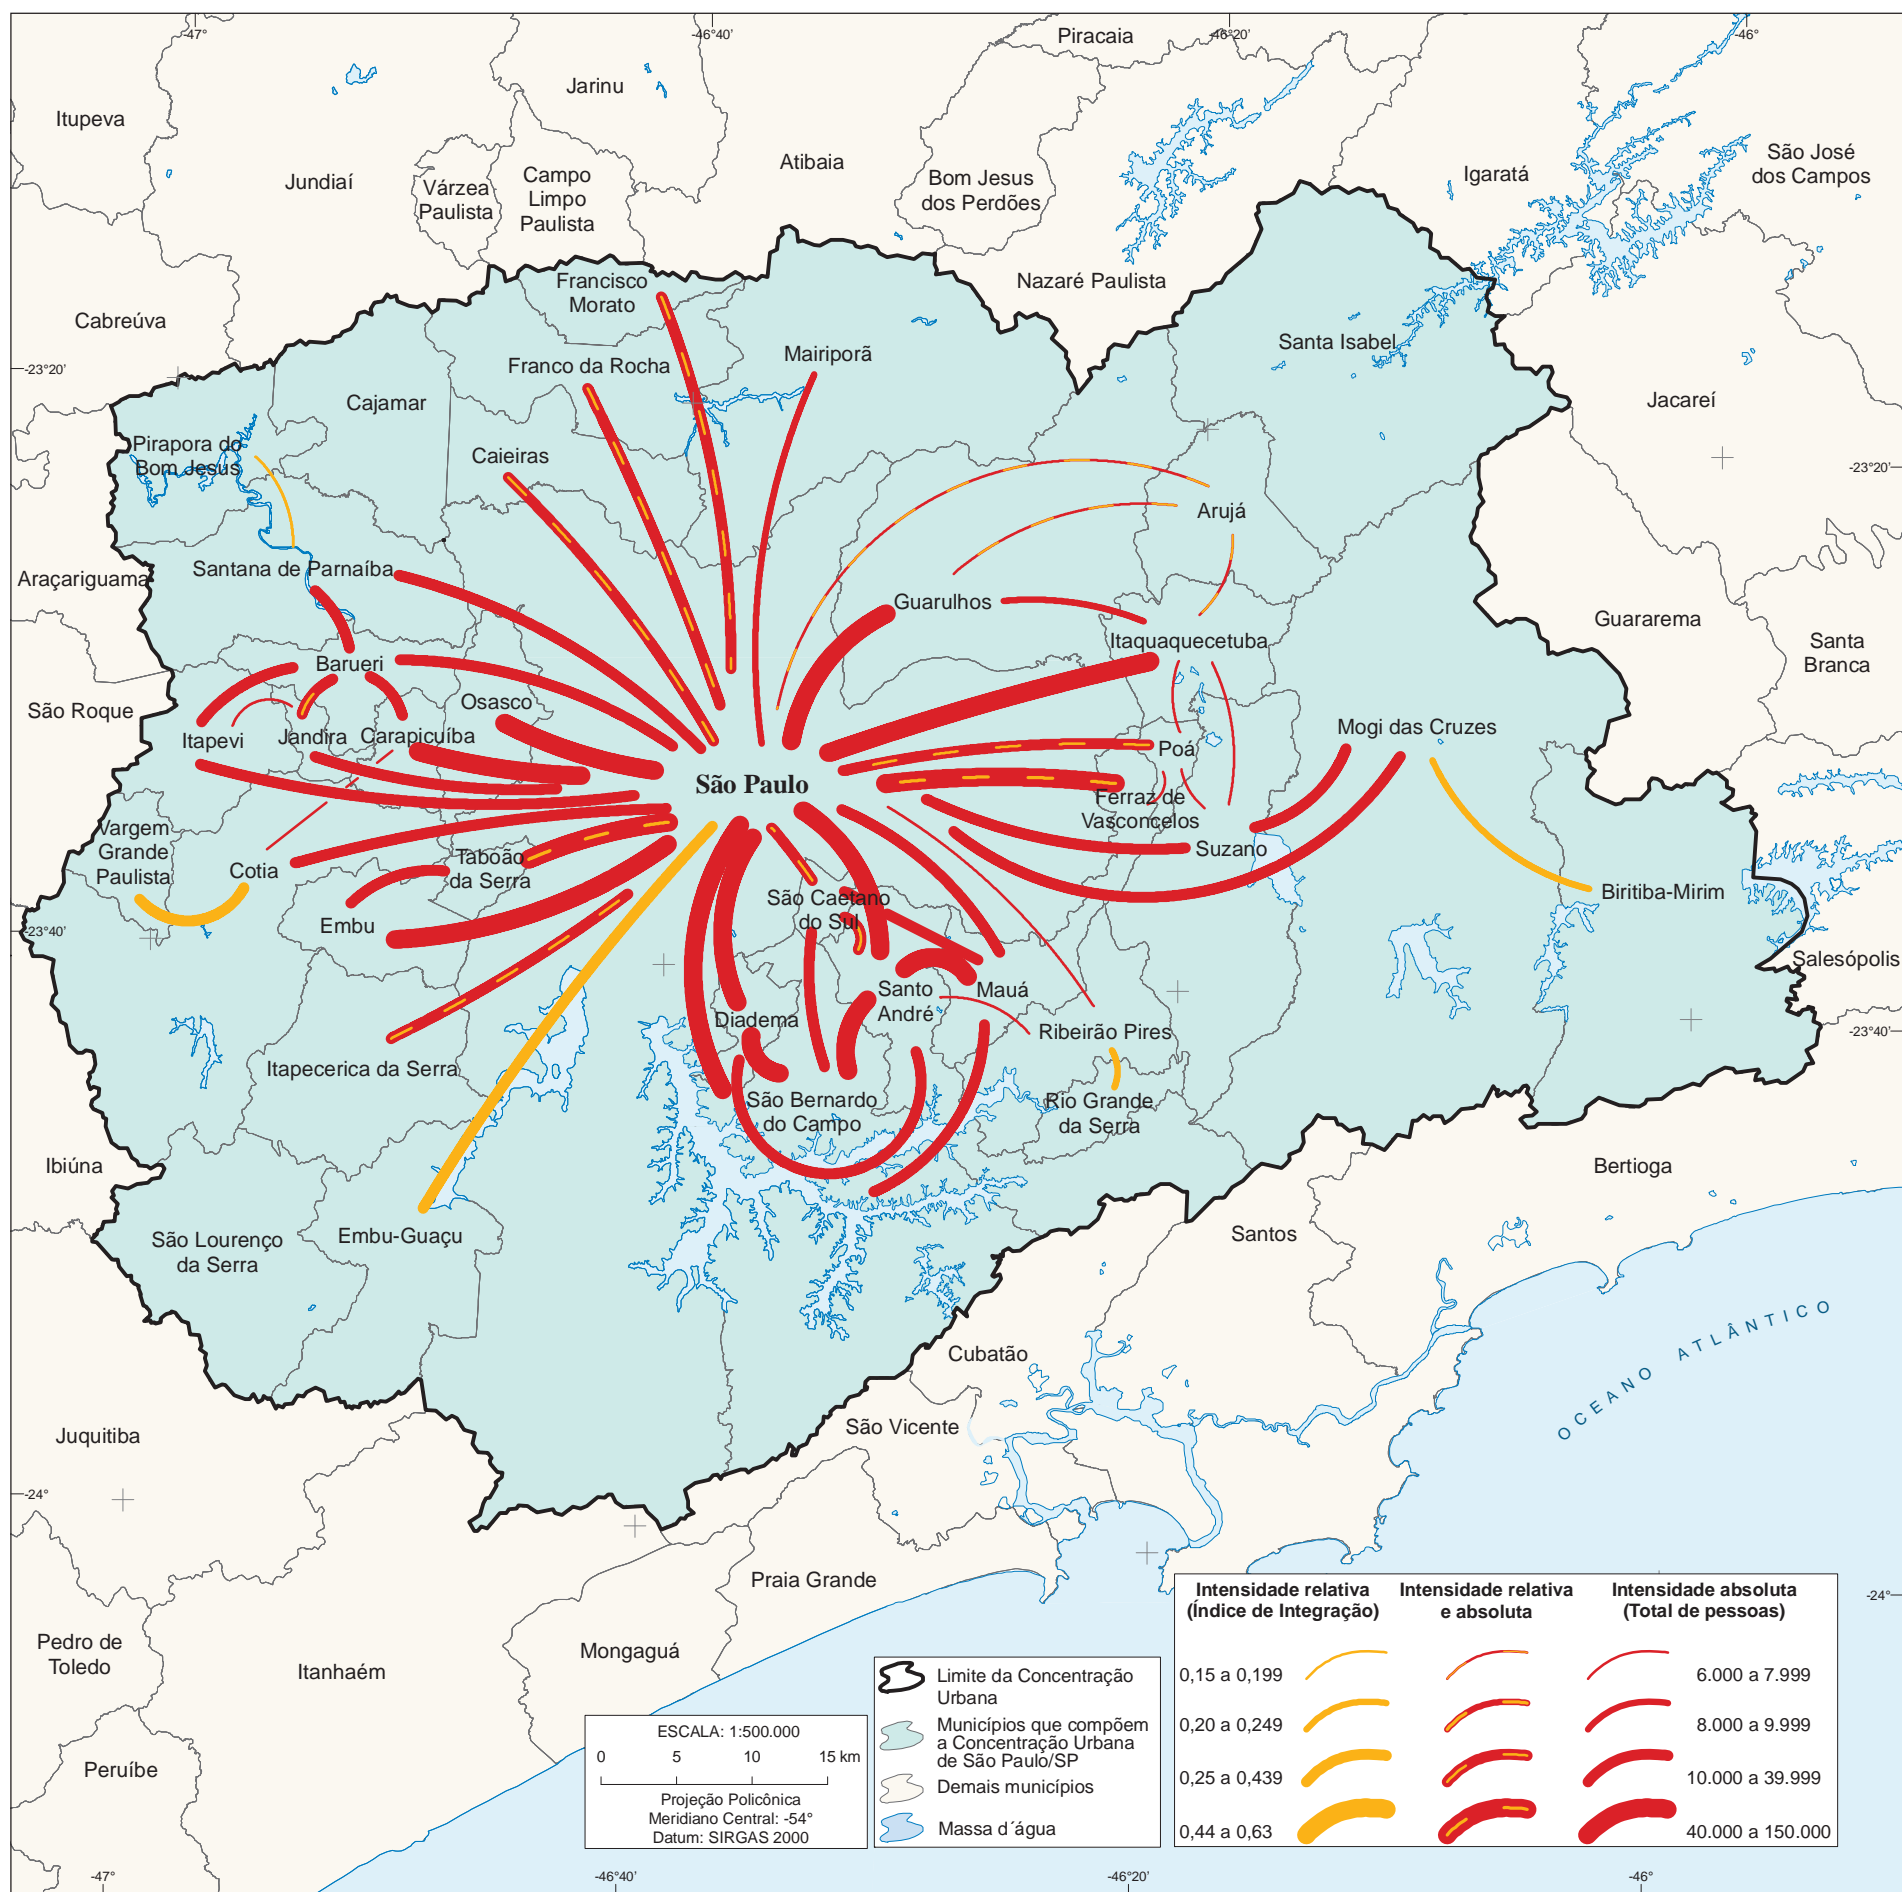 -47°
-46°40'
-46°20'
-46°
Piracaia
Jarinu
Itupeva
Atibaia
São José
dos Campos
Igaratá
Jundiaí
Várzea
Paulista
Campo
Limpo
Paulista
Bom Jesus
dos Perdões
Nazaré Paulista
Francisco
Morato
Cabreúva
Santa Isabel
Mairiporã
Franco da Rocha
-23°20'
Cajamar
Jacareí
Pirapora do
Bom Jesus
Caieiras
-23°20'
Arujá
Santana de Parnaíba
Araçariguama
Guarulhos
Guararema
Itaquaquecetuba
Santa
Branca
Barueri
São Roque
Osasco
Itapevi
Jandira
Carapicuíba
Mogi das Cruzes
Poá
São Paulo
Ferraz de
Vasconcelos
Vargem
Grande
Paulista
Suzano
Cotia
Taboão
da Serra
Biritiba-Mirim
São Caetano
do Sul
Embu
-23°40'
Salesópolis
Santo
André
Mauá
Diadema
Ribeirão Pires
-23°40'
Itapecerica da Serra
São Bernardo
do Campo
Rio Grande
da Serra
Ibiúna
Bertioga
São Lourenço
da Serra
Embu-Guaçu
Santos
OCEANO ATLÂNTICO
Cubatão
São Vicente
Juquitiba
-24°
Praia Grande
-24°
Pedro de
Toledo
Itanhaém
Mongaguá
Peruíbe
ESCALA: 1:500.000
0 5 10 15 km
Projeção Policônica
Meridiano Central: -54°
Datum: SIRGAS 2000
Limite da Concentração
Urbana
Municípios que compõem
a Concentração Urbana
de São Paulo/SP
Demais municípios
Massa d´água
Intensidade relativa
(Índice de Integração)
Intensidade relativa
e absoluta
Intensidade absoluta
(Total de pessoas)
0,15 a 0,199
6.000 a 7.999
0,20 a 0,249
8.000 a 9.999
0,25 a 0,439
10.000 a 39.999
0,44 a 0,63
40.000 a 150.000
-47°
-46°40'
-46°20'
-46°